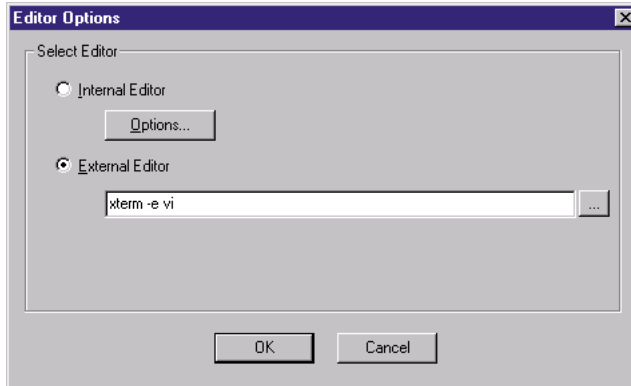 Editor Options
Select Editor
Internal Editor
Options...
External Editor
xterm -e vi
...
OK Cancel